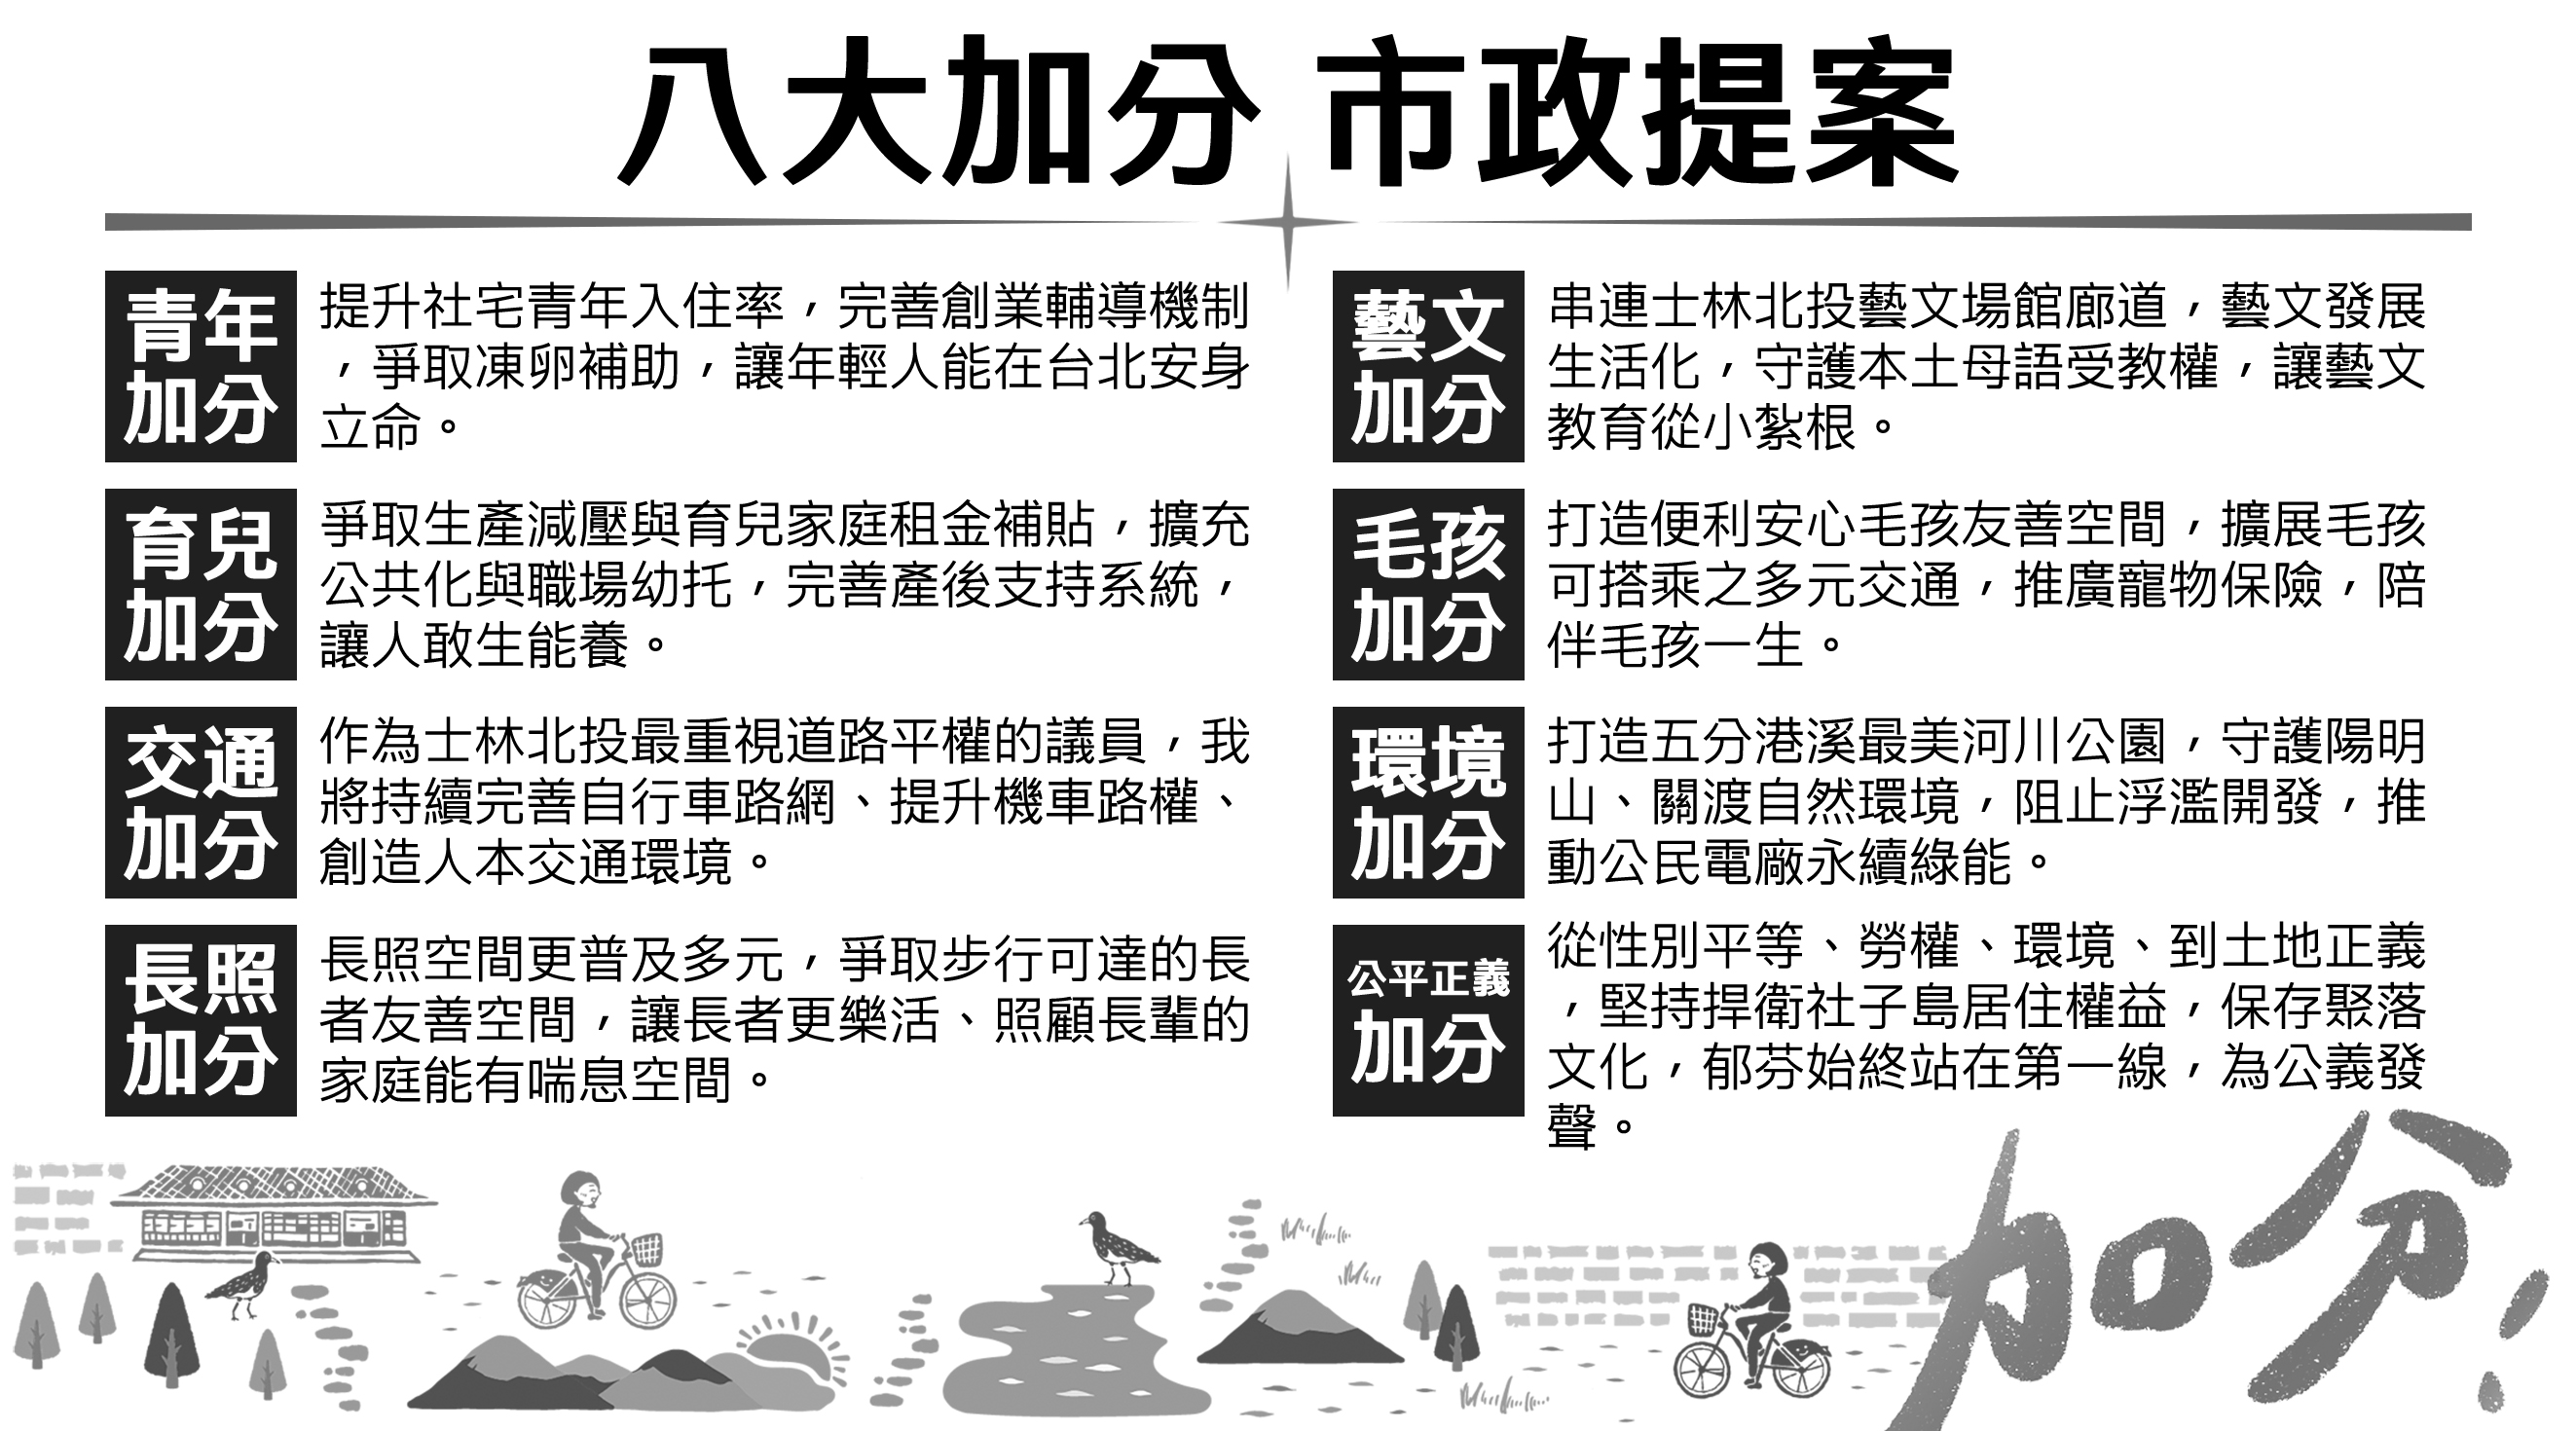 八大加分 市政提案
青年
加分
提升社宅青年入住率，完善創業輔導機制
，爭取凍卵補助，讓年輕人能在台北安身
立命。
育兒
加分
爭取生產減壓與育兒家庭租金補貼，擴充
公共化與職場幼托，完善產後支持系統，
讓人敢生能養。
交通
加分
作為士林北投最重視道路平權的議員，我
將持續完善自行車路網、提升機車路權、
創造人本交通環境。
長照
加分
長照空間更普及多元，爭取步行可達的長
者友善空間，讓長者更樂活、照顧長輩的
家庭能有喘息空間。
藝文
加分
串連士林北投藝文場館廊道，藝文發展
生活化，守護本土母語受教權，讓藝文
教育從小紮根。
毛孩
加分
打造便利安心毛孩友善空間，擴展毛孩
可搭乘之多元交通，推廣寵物保險，陪
伴毛孩一生。
環境
加分
打造五分港溪最美河川公園，守護陽明
山、關渡自然環境，阻止浮濫開發，推
動公民電廠永續綠能。
公平正義
加分
從性別平等、勞權、環境、到土地正義
，堅持捍衛社子島居住權益，保存聚落
文化，郁芬始終站在第一線，為公義發
聲。
加分！